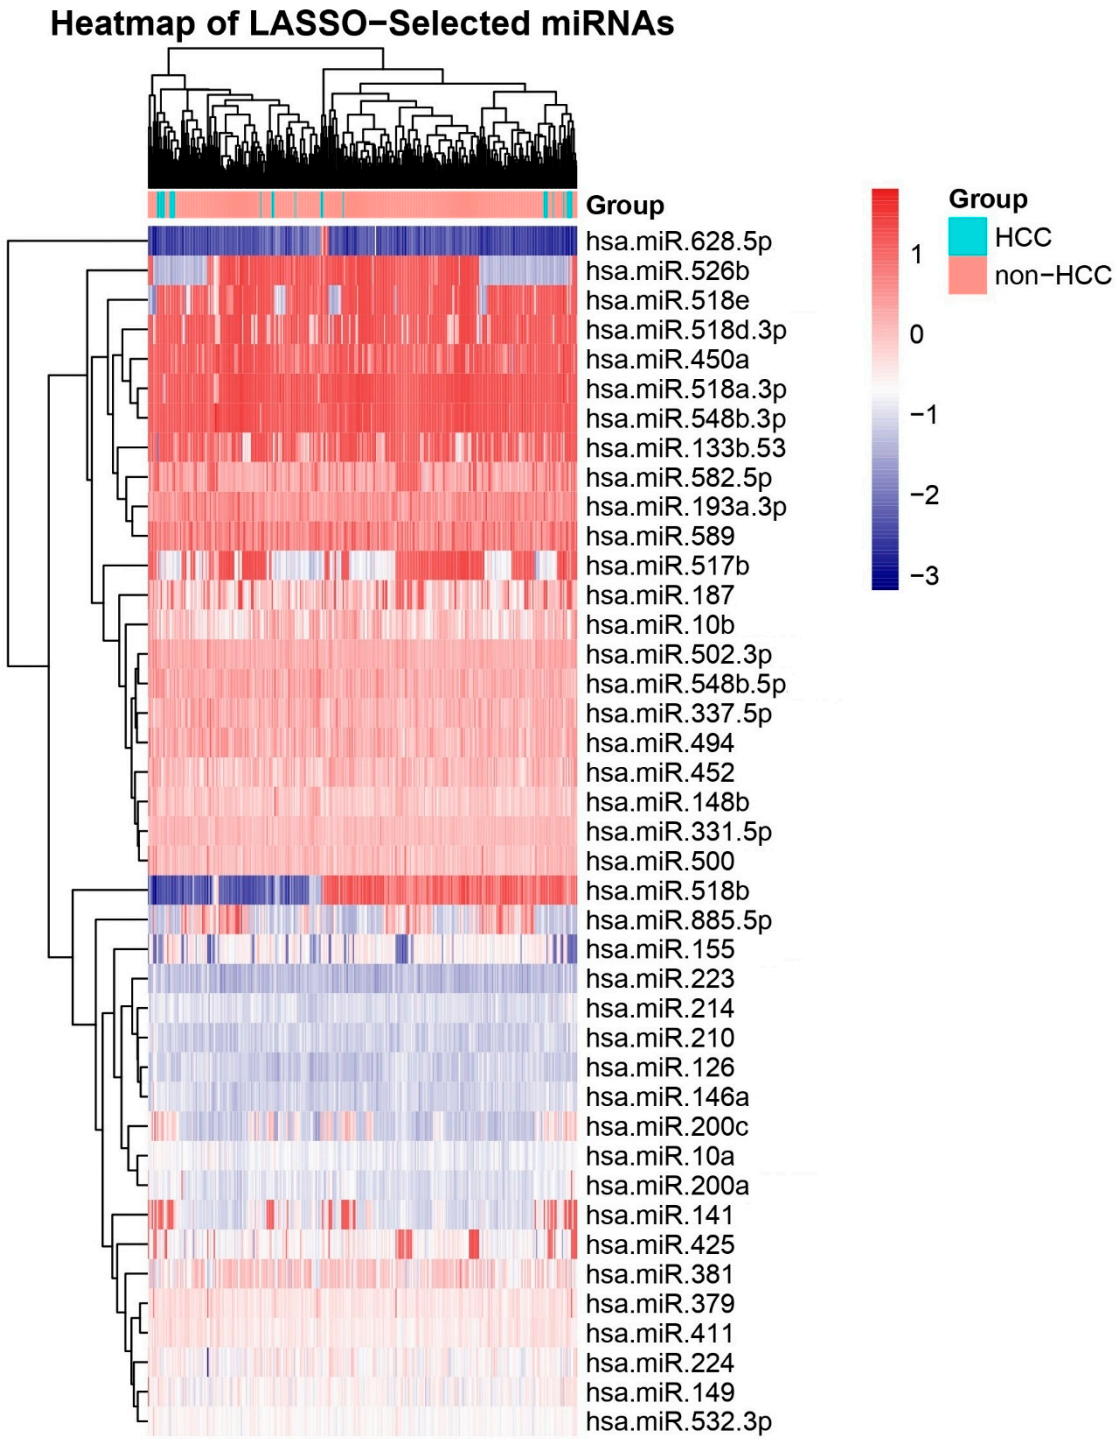 Heatmap of LASSO−Selected miRNAs
Group
Group
HCC
non−HCC
1
0
−1
−2
−3
hsa.miR.628.5p
hsa.miR.526b
hsa.miR.518e
hsa.miR.518d.3p
hsa.miR.450a
hsa.miR.518a.3p
hsa.miR.548b.3p
hsa.miR.133b.53
hsa.miR.582.5p
hsa.miR.193a.3p
hsa.miR.589
hsa.miR.517b
hsa.miR.187
hsa.miR.10b
hsa.miR.502.3p
hsa.miR.548b.5p
hsa.miR.337.5p
hsa.miR.494
hsa.miR.452
hsa.miR.148b
hsa.miR.331.5p
hsa.miR.500
hsa.miR.518b
hsa.miR.885.5p
hsa.miR.155
hsa.miR.223
hsa.miR.214
hsa.miR.210
hsa.miR.126
hsa.miR.146a
hsa.miR.200c
hsa.miR.10a
hsa.miR.200a
hsa.miR.141
hsa.miR.425
hsa.miR.381
hsa.miR.379
hsa.miR.411
hsa.miR.224
hsa.miR.149
hsa.miR.532.3p